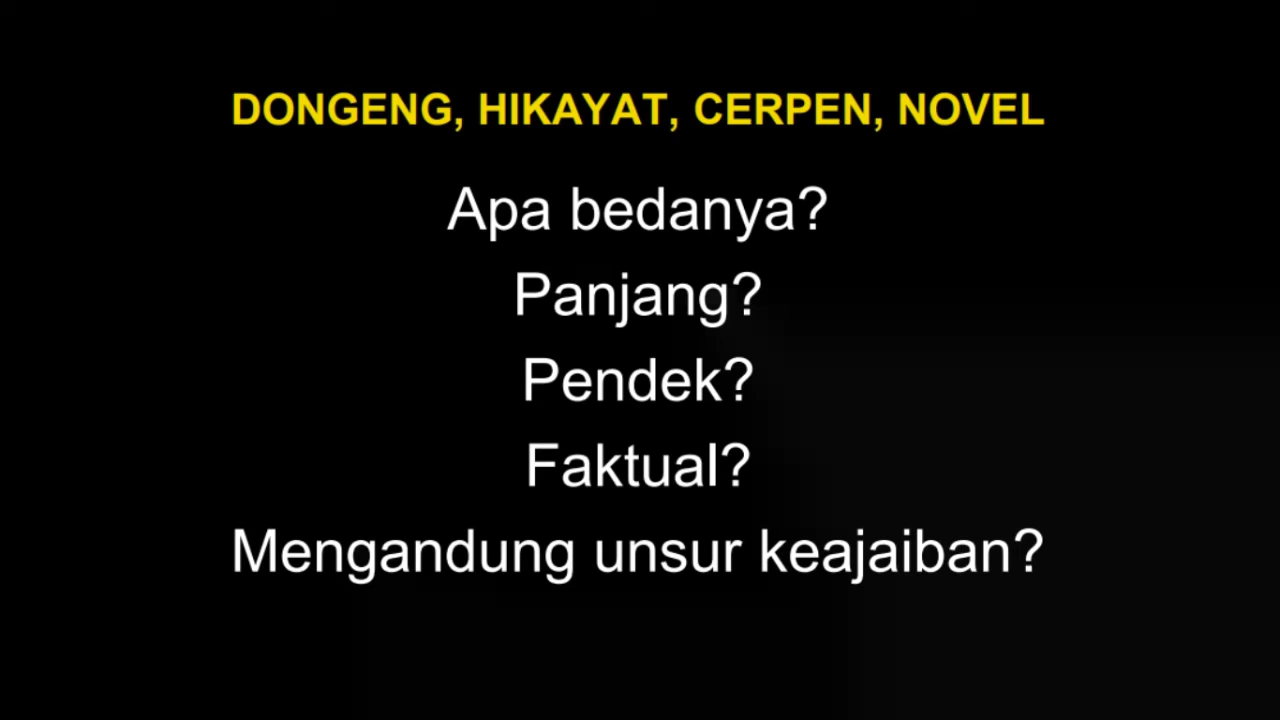 DONGENG, HIKAYAT, CERPEN, NOVEL
Apa bedanya?
Panjang?
Pendek?
Faktual?
Mengandung unsur keajaiban?